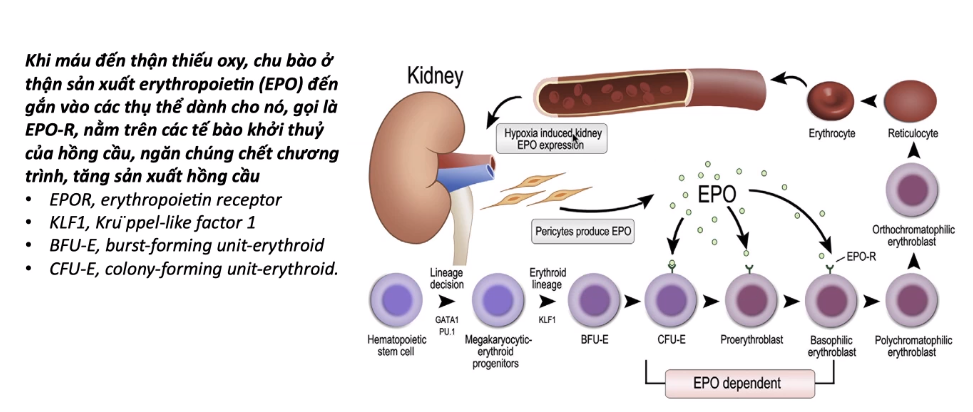 Khi máu đến thận thiếu oxy, chu bào ở
thận sản xuất erythropoietin (EPO) đến
gắn vào các thụ thể dành cho nó, gọi là
EPO-R, nằm trên các tế bào khởi thuỷ
của hồng cầu, ngăn chúng chết chương
trình, tăng sản xuất hồng cầu
• EPOR, erythropoietin receptor
• KLF1, Kru ̈ppel-like factor 1
• BFU-E, burst-forming unit-erythroid
• CFU-E, colony-forming unit-erythroid.
Kidney
Hypoxia induced kidney
EPO expression
Erythrocyte
Reticulocyte
EPO
Pericytes produce EPO
Orthochromatophilic
erythroblast
EPO-R
Lineage
decision
GATA1
PU.1
Erythroid
lineage
KLF1
Hematopoietic
stem cell
Megakaryocytic-
erythroid
progenitors
BFU-E
CFU-E
Proerythroblast
Basophilic
erythroblast
Polychromatophilic
erythroblast
EPO dependent